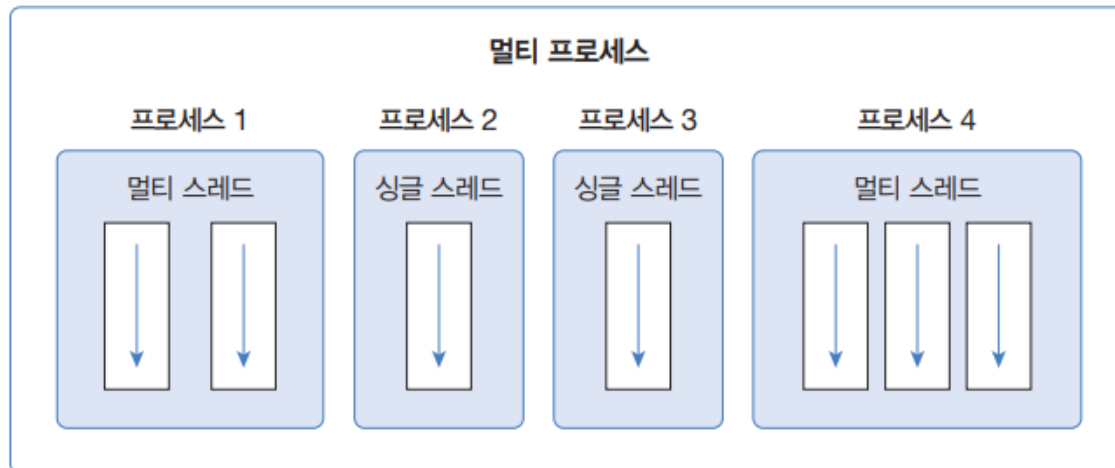 멀티 프로세스
프로세스 1 프로세스 2 프로세스 3 프로세스 4
멀티 스레드 싱글 스레드 싱글 스레드 멀티 스레드